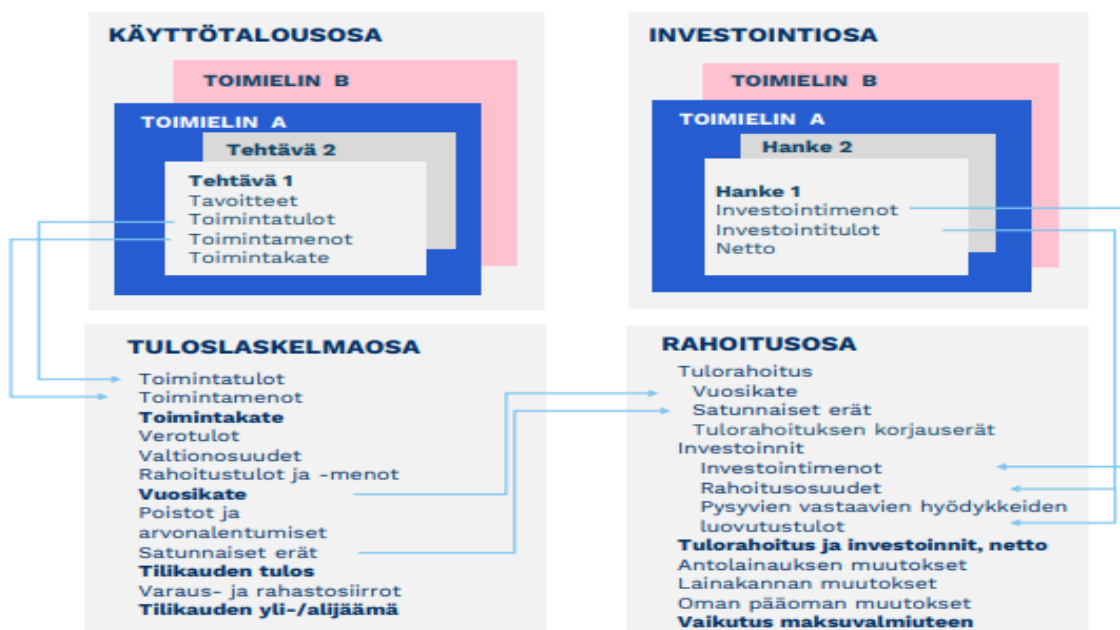 KÄYTTÖTALOUSOSA
TOIMIELIN B
TOIMIELIN A
Tehtävä 2
Tehtävä 1
Tavoitteet
Toimintatulot
Toimintamenot
Toimintakate
INVESTOINTIOSA
TOIMIELIN B
TOIMIELIN A
Hanke 2
Hanke 1
Investointimenot
Investointitulot
Netto
TULOSLASKELMAOSA
Toimintatulot
Toimintamenot
Toimintakate
Verotulot
Valtionosuudet
Rahoitustulot ja -menot
Vuosikate
Poistot ja
arvonalentumiset
Satunnaiset erät
Tilikauden tulos
Varaus- ja rahastosiirrot
Tilikauden yli-/alijäämä
RAHOITUSOSA
Tulorahoitus
Vuosikate
Satunnaiset erät
Tulorahoituksen korjauserät
Investoinnit
Investointimenot
Rahoitusosuudet
Pysyvien vastaavien hyödykkeiden
luovutustulot
Tulorahoitus ja investoinnit, netto
Antolainauksen muutokset
Lainakannan muutokset
Oman pääoman muutokset
Vaikutus maksuvalmiuteen